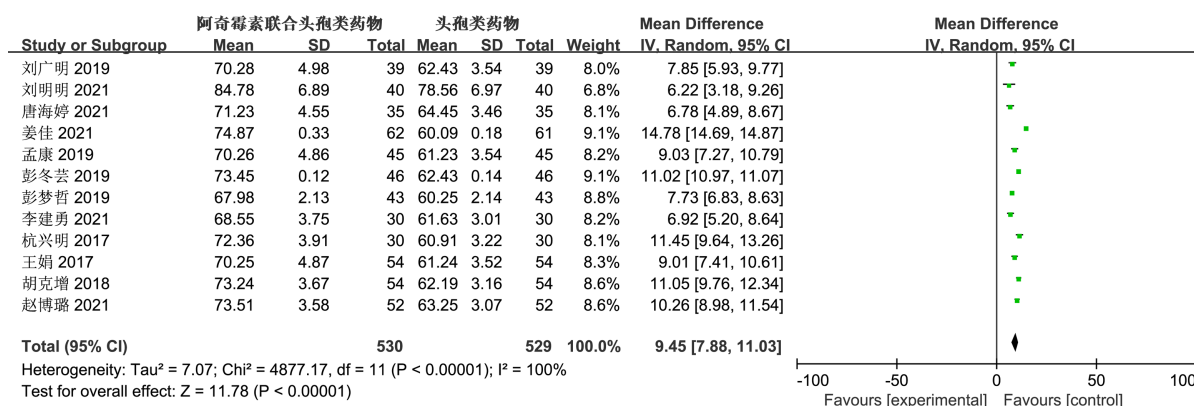 阿奇霉素联合头孢类药物 头孢类药物 Mean Difference Mean Difference
Study or Subgroup Mean SD Total Mean SD Total Weight IV, Random, 95% CI IV, Random, 95% CI
刘广明 2019 70.28 4.98 39 62.43 3.54 39 8.0% 7.85 [5.93, 9.77]
刘明明 2021 84.78 6.89 40 78.56 6.97 40 6.8% 6.22 [3.18, 9.26]
唐海婷 2021 71.23 4.55 35 64.45 3.46 35 8.1% 6.78 [4.89, 8.67]
姜佳 2021 74.87 0.33 62 60.09 0.18 61 9.1% 14.78 [14.69, 14.87]
孟康 2019 70.26 4.86 45 61.23 3.54 45 8.2% 9.03 [7.27, 10.79]
彭冬芸 2019 73.45 0.12 46 62.43 0.14 46 9.1% 11.02 [10.97, 11.07]
彭梦哲 2019 67.98 2.13 43 60.25 2.14 43 8.8% 7.73 [6.83, 8.63]
李建勇 2021 68.55 3.75 30 61.63 3.01 30 8.2% 6.92 [5.20, 8.64]
杭兴明 2017 72.36 3.91 30 60.91 3.22 30 8.1% 11.45 [9.64, 13.26]
王娟 2017 70.25 4.87 54 61.24 3.52 54 8.3% 9.01 [7.41, 10.61]
胡克增 2018 73.24 3.67 54 62.19 3.16 54 8.6% 11.05 [9.76, 12.34]
赵博璐 2021 73.51 3.58 52 63.25 3.07 52 8.6% 10.26 [8.98, 11.54]
Total (95% CI) 530 529 100.0% 9.45 [7.88, 11.03]
Heterogeneity: Tau² = 7.07; Chi² = 4877.17, df = 11 (P < 0.00001); I² = 100%
Test for overall effect: Z = 11.78 (P < 0.00001)
-100 -50 0 50 100
Favours [experimental] Favours [control]